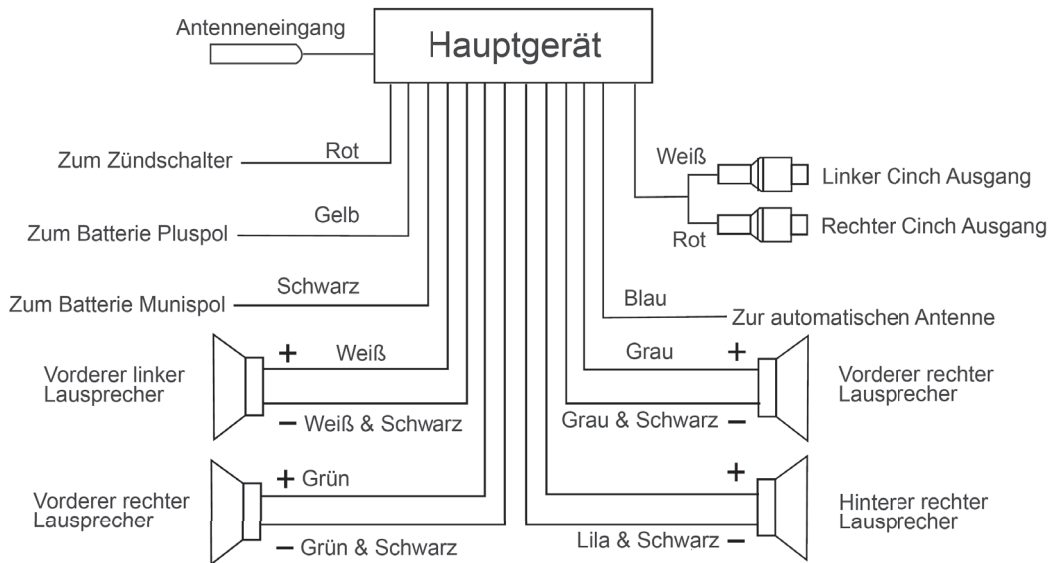 Antenneneingang
Hauptgerät
Zum Zündschalter
Rot
Weiß
Linker Cinch Ausgang
Gelb
Zum Batterie Pluspol
Rot
Rechter Cinch Ausgang
Schwarz
Zum Batterie Munispol
Blau
Zur automatischen Antenne
+ Weiß
Grau +
Vorderer linker
Lausprecher
Vorderer rechter
Lausprecher
– Weiß & Schwarz
Grau & Schwarz –
+ Grün
+
Vorderer rechter
Lausprecher
Hinterer rechter
Lausprecher
– Grün & Schwarz
Lila & Schwarz –